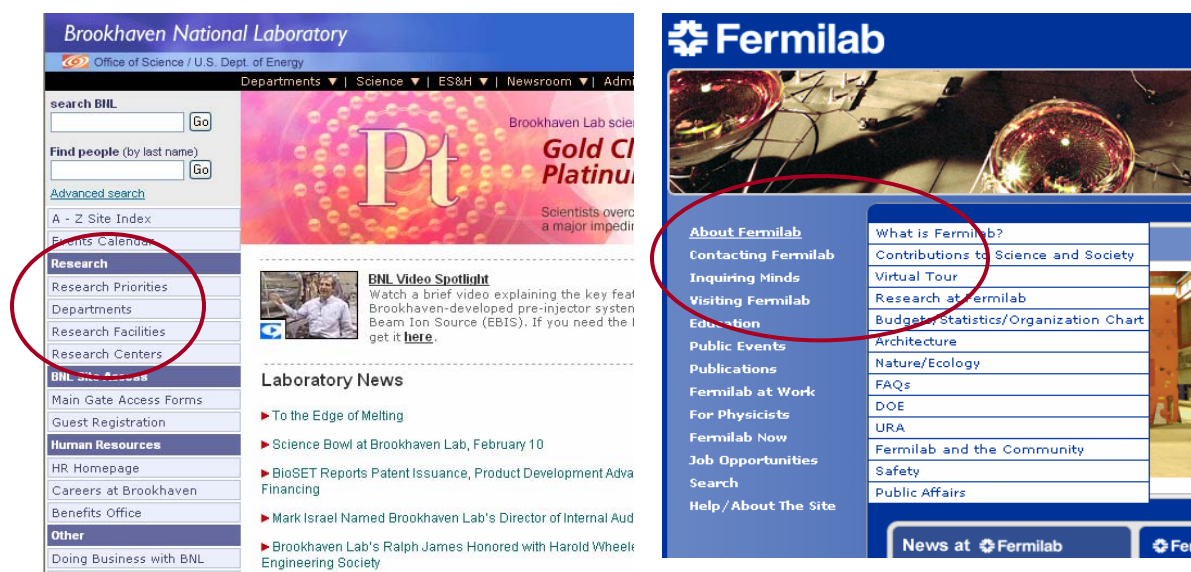 Brookhaven National Laboratory
Office of Science / U.S. Dept. of Energy
Departments ▼ | Science ▼ | ES&H ▼ | Newsroom ▼ | Admi
search BNL
Go
Find people (by last name)
Go
Advanced search
A - Z Site Index
Events Calendar
Research
Research Priorities
Departments
Research Facilities
Research Centers
BNL Site Access
Main Gate Access Forms
Guest Registration
Human Resources
HR Homepage
Careers at Brookhaven
Benefits Office
Other
Doing Business with BNL
Pt
Brookhaven Lab scie
Gold Cl
Platinu
Scientists overc
a major impedin
BNL Video Spotlight
Watch a brief video explaining the key feat
Brookhaven-developed pre-injector system
Beam Ion Source (EBIS). If you need the
get it here.
Laboratory News
►To the Edge of Melting
►Science Bowl at Brookhaven Lab, February 10
►BioSET Reports Patent Issuance, Product Development Adva
Financing
►Mark Israel Named Brookhaven Lab's Director of Internal Aud
►Brookhaven Lab's Ralph James Honored with Harold Wheele
Engineering Society
Fermilab
About Fermilab
Contacting Fermilab
Inquiring Minds
Visiting Fermilab
Education
Public Events
Publications
Fermilab at Work
For Physicists
Fermilab Now
Job Opportunities
Search
Help/About The Site
What is Fermilab?
Contributions to Science and Society
Virtual Tour
Research at Fermilab
Budgets/Statistics/Organization Chart
Architecture
Nature/Ecology
FAQs
DOE
URA
Fermilab and the Community
Safety
Public Affairs
News at Fermilab
Fer